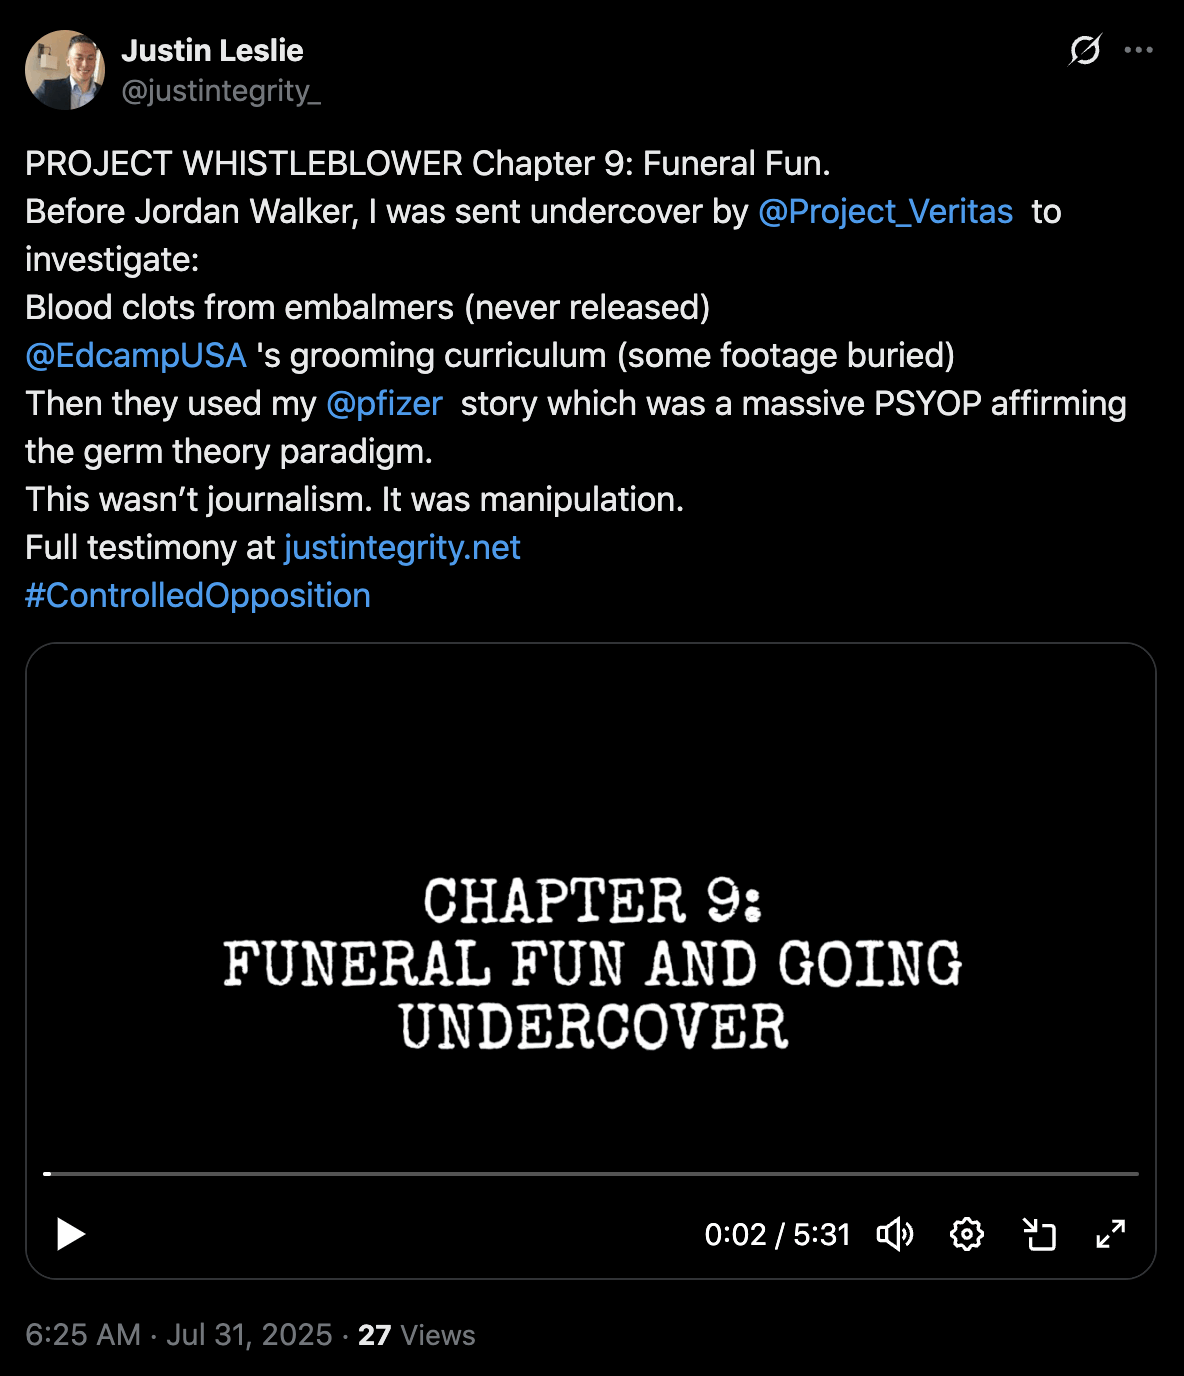 Justin Leslie
@justintegrity_
PROJECT WHISTLEBLOWER Chapter 9: Funeral Fun.
Before Jordan Walker, I was sent undercover by @Project_Veritas to
investigate:
Blood clots from embalmers (never released)
@EdcampUSA 's grooming curriculum (some footage buried)
Then they used my @pfizer story which was a massive PSYOP affirming
the germ theory paradigm.
This wasn’t journalism. It was manipulation.
Full testimony at justintegrity.net
#ControlledOpposition
CHAPTER 9:
FUNERAL FUN AND GOING
UNDERCOVER
0:02 / 5:31
6:25 AM · Jul 31, 2025 · 27 Views